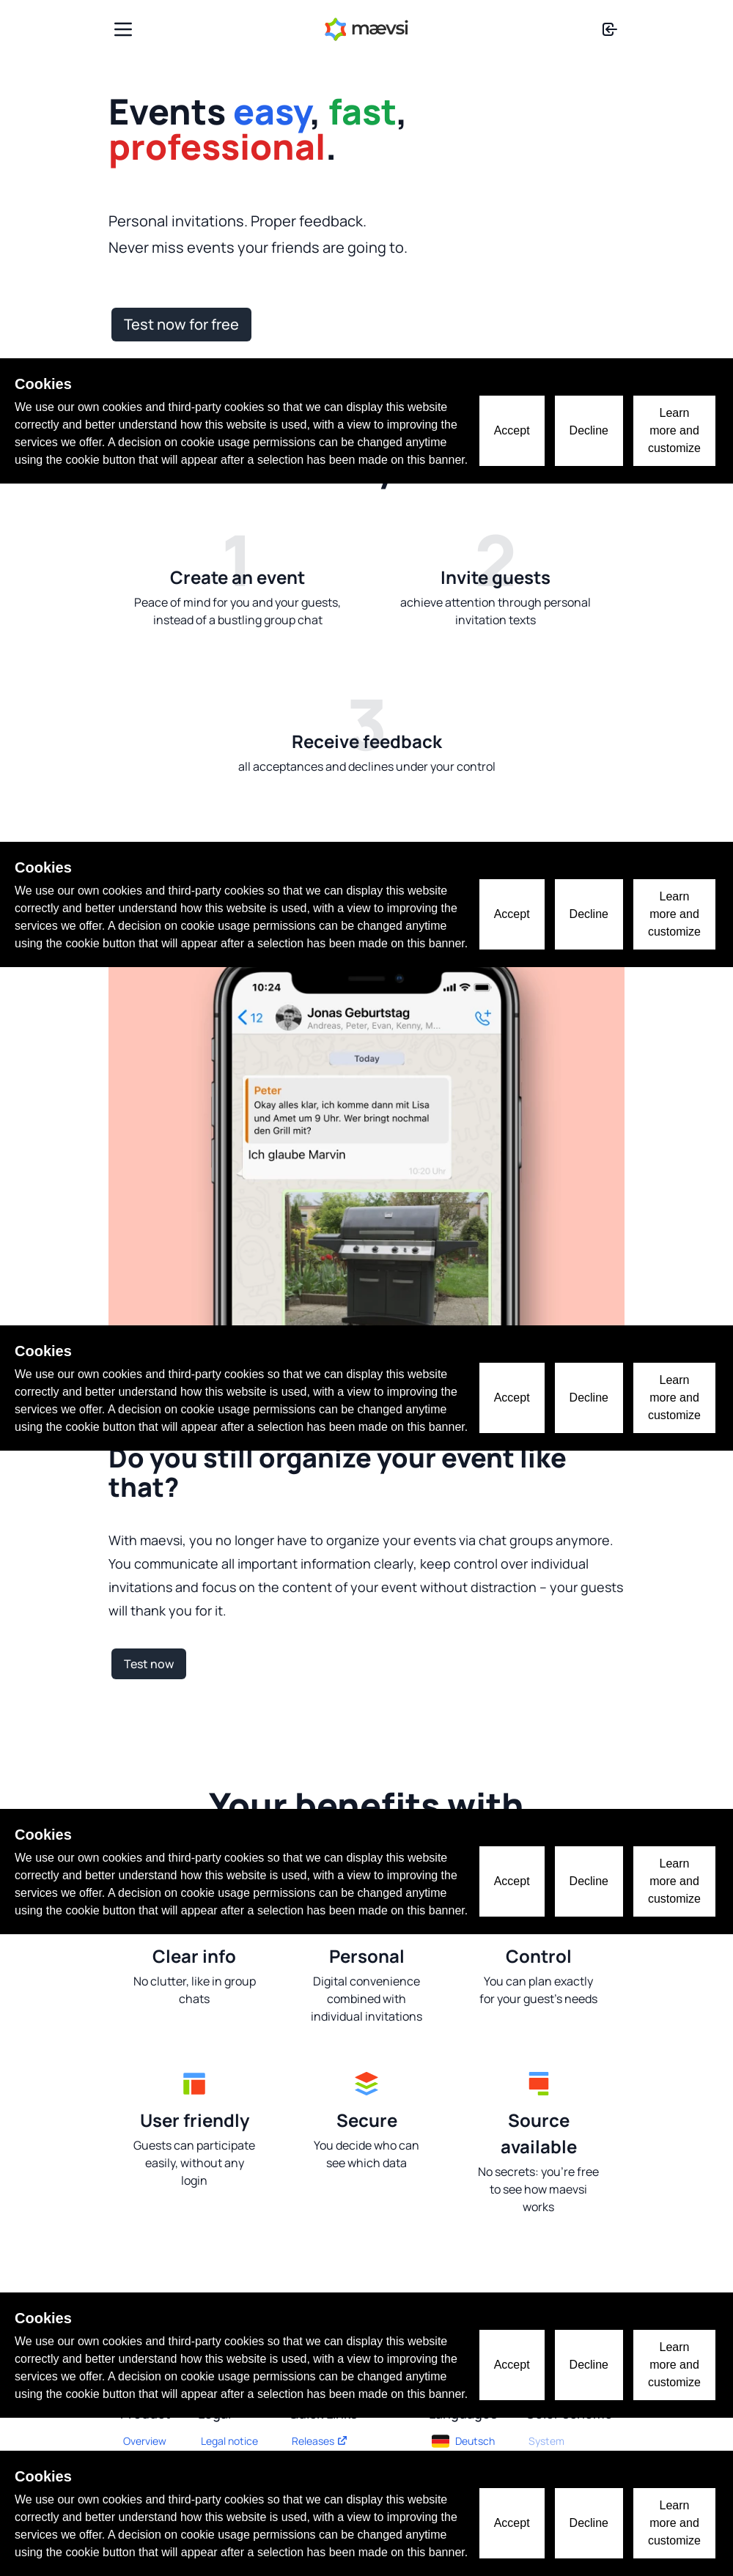 mævsi
Events easy, fast,
professional.
Personal invitations. Proper feedback.
Never miss events your friends are going to.
Test now for free
Cookies
We use our own cookies and third-party cookies so that we can display this website
correctly and better understand how this website is used, with a view to improving the
services we offer. A decision on cookie usage permissions can be changed anytime
using the cookie button that will appear after a selection has been made on this banner.
Accept
Decline
Learn
more and
customize
1
Create an event
Peace of mind for you and your guests,
instead of a bustling group chat
2
Invite guests
achieve attention through personal
invitation texts
3
Receive feedback
all acceptances and declines under your control
Cookies
We use our own cookies and third-party cookies so that we can display this website
correctly and better understand how this website is used, with a view to improving the
services we offer. A decision on cookie usage permissions can be changed anytime
using the cookie button that will appear after a selection has been made on this banner.
Accept
Decline
Learn
more and
customize
10:24
12
Jonas Geburtstag
Andreas, Peter, Evan, Kenny, M...
Today
Peter
Okay alles klar, ich komme dann mit Lisa
und Amet um 9 Uhr. Wer bringt nochmal
den Grill mit?
Ich glaube Marvin
10:20 Uhr
Cookies
We use our own cookies and third-party cookies so that we can display this website
correctly and better understand how this website is used, with a view to improving the
services we offer. A decision on cookie usage permissions can be changed anytime
using the cookie button that will appear after a selection has been made on this banner.
Accept
Decline
Learn
more and
customize
Do you still organize your event like
that?
With maevsi, you no longer have to organize your events via chat groups anymore.
You communicate all important information clearly, keep control over individual
invitations and focus on the content of your event without distraction – your guests
will thank you for it.
Test now
Your benefits with
Cookies
We use our own cookies and third-party cookies so that we can display this website
correctly and better understand how this website is used, with a view to improving the
services we offer. A decision on cookie usage permissions can be changed anytime
using the cookie button that will appear after a selection has been made on this banner.
Accept
Decline
Learn
more and
customize
Clear info
No clutter, like in group
chats
Personal
Digital convenience
combined with
individual invitations
Control
You can plan exactly
for your guest's needs
User friendly
Guests can participate
easily, without any
login
Secure
You decide who can
see which data
Source
available
No secrets: you're free
to see how maevsi
works
Cookies
We use our own cookies and third-party cookies so that we can display this website
correctly and better understand how this website is used, with a view to improving the
services we offer. A decision on cookie usage permissions can be changed anytime
using the cookie button that will appear after a selection has been made on this banner.
Accept
Decline
Learn
more and
customize
Overview
Legal notice
Releases
Deutsch
System
Cookies
We use our own cookies and third-party cookies so that we can display this website
correctly and better understand how this website is used, with a view to improving the
services we offer. A decision on cookie usage permissions can be changed anytime
using the cookie button that will appear after a selection has been made on this banner.
Accept
Decline
Learn
more and
customize